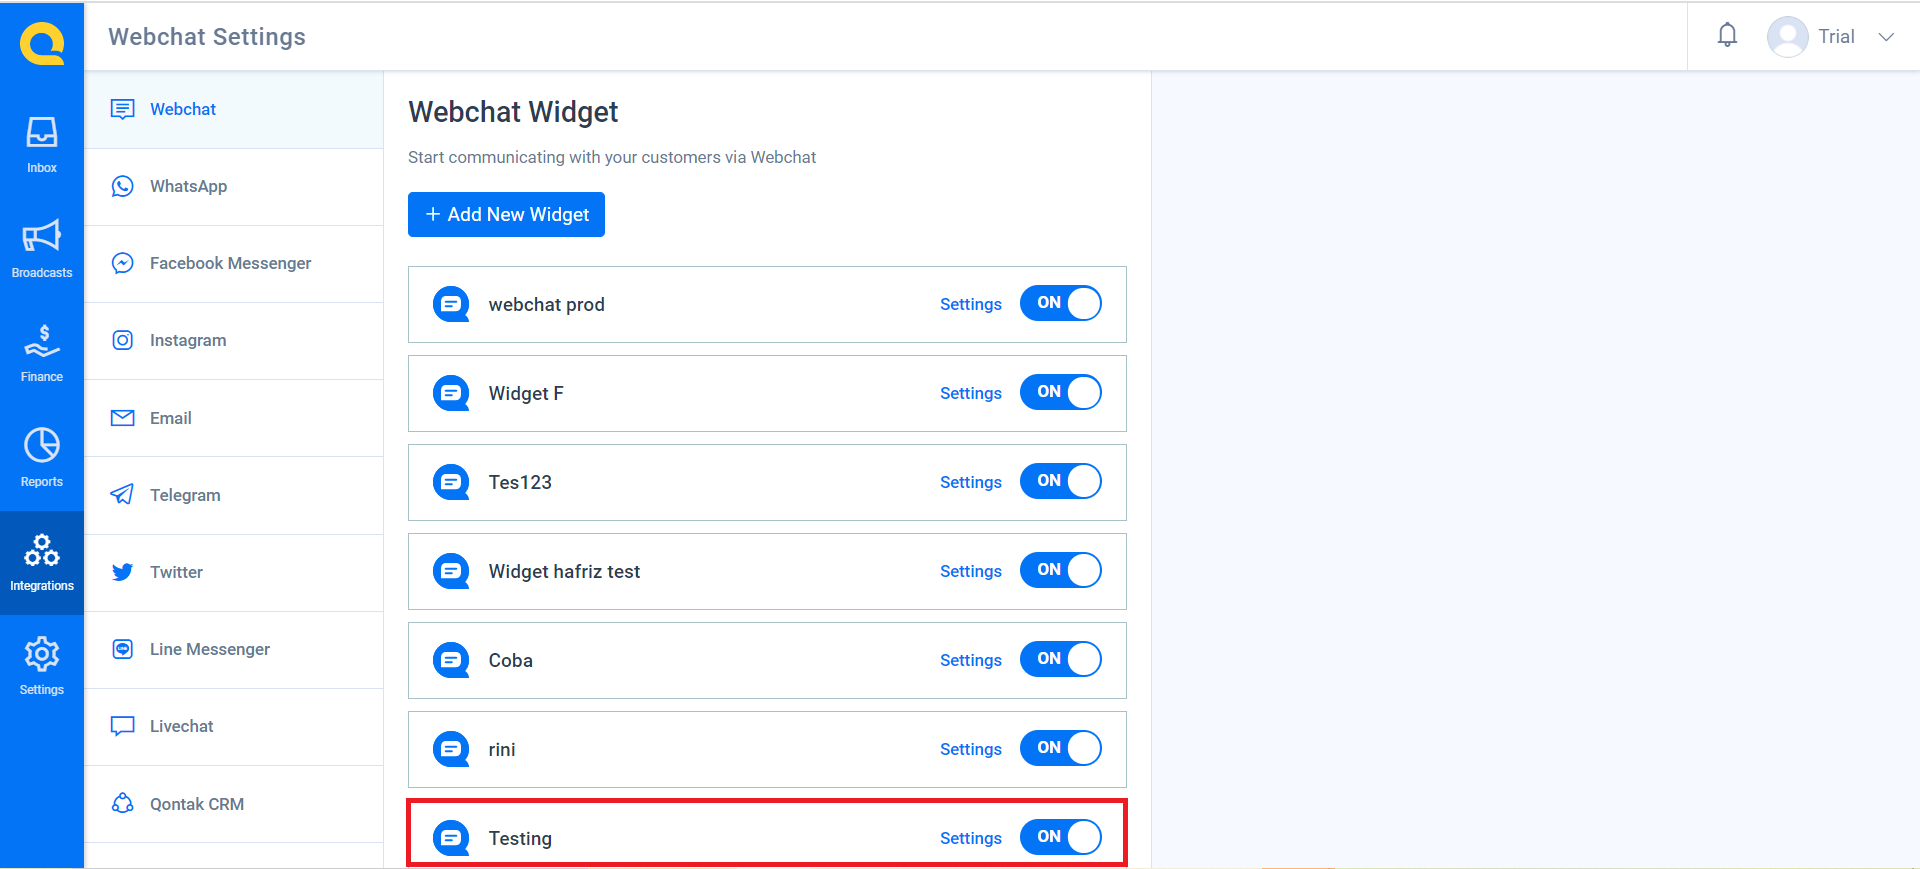 Webchat Settings
Trial
Inbox
Broadcasts
Finance
Reports
Integrations
Settings
Webchat
WhatsApp
Facebook Messenger
Instagram
Email
Telegram
Twitter
Line Messenger
Livechat
Qontak CRM
Webchat Widget
Start communicating with your customers via Webchat
+ Add New Widget
webchat prod Settings ON
Widget F Settings ON
Tes123 Settings ON
Widget hafriz test Settings ON
Coba Settings ON
rini Settings ON
Testing Settings ON